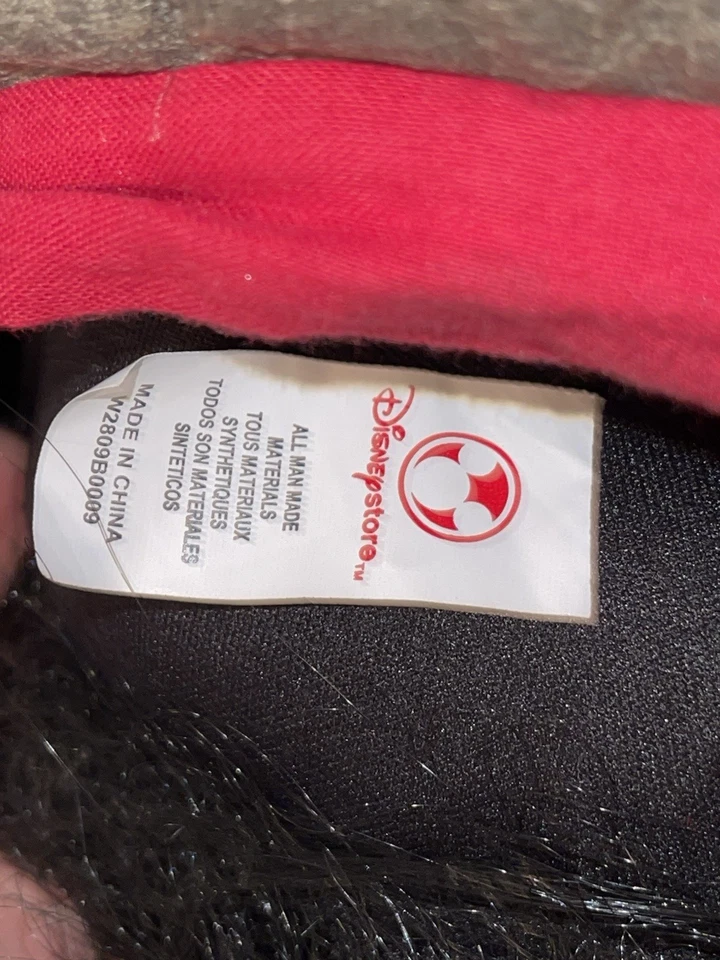 DISNEYstore™
ALL MAN MADE
MATERIALS
TOUS MATERIAUX
SYNTHETIQUES
TODOS SON MATERIALES
SINTETICOS
MADE IN CHINA
W2809B0009